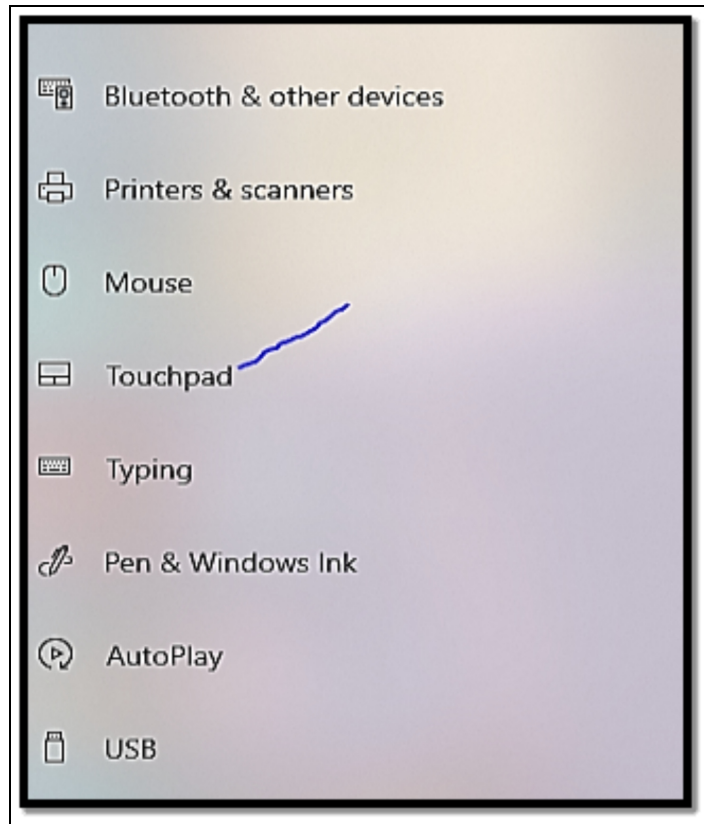 Bluetooth & other devices
Printers & scanners
Mouse
Touchpad
Typing
Pen & Windows Ink
AutoPlay
USB